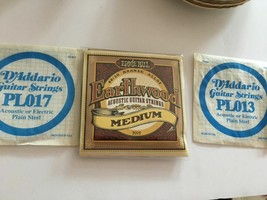 D'Addario
Guitar Strings
PL017
Acoustic or Electric
Plain Steel
ERNIE BALL
Earthwood
ACOUSTIC GUITAR STRINGS
MEDIUM
D'Addario
Guitar Strings
PL013
Acoustic or Electric
Plain Steel